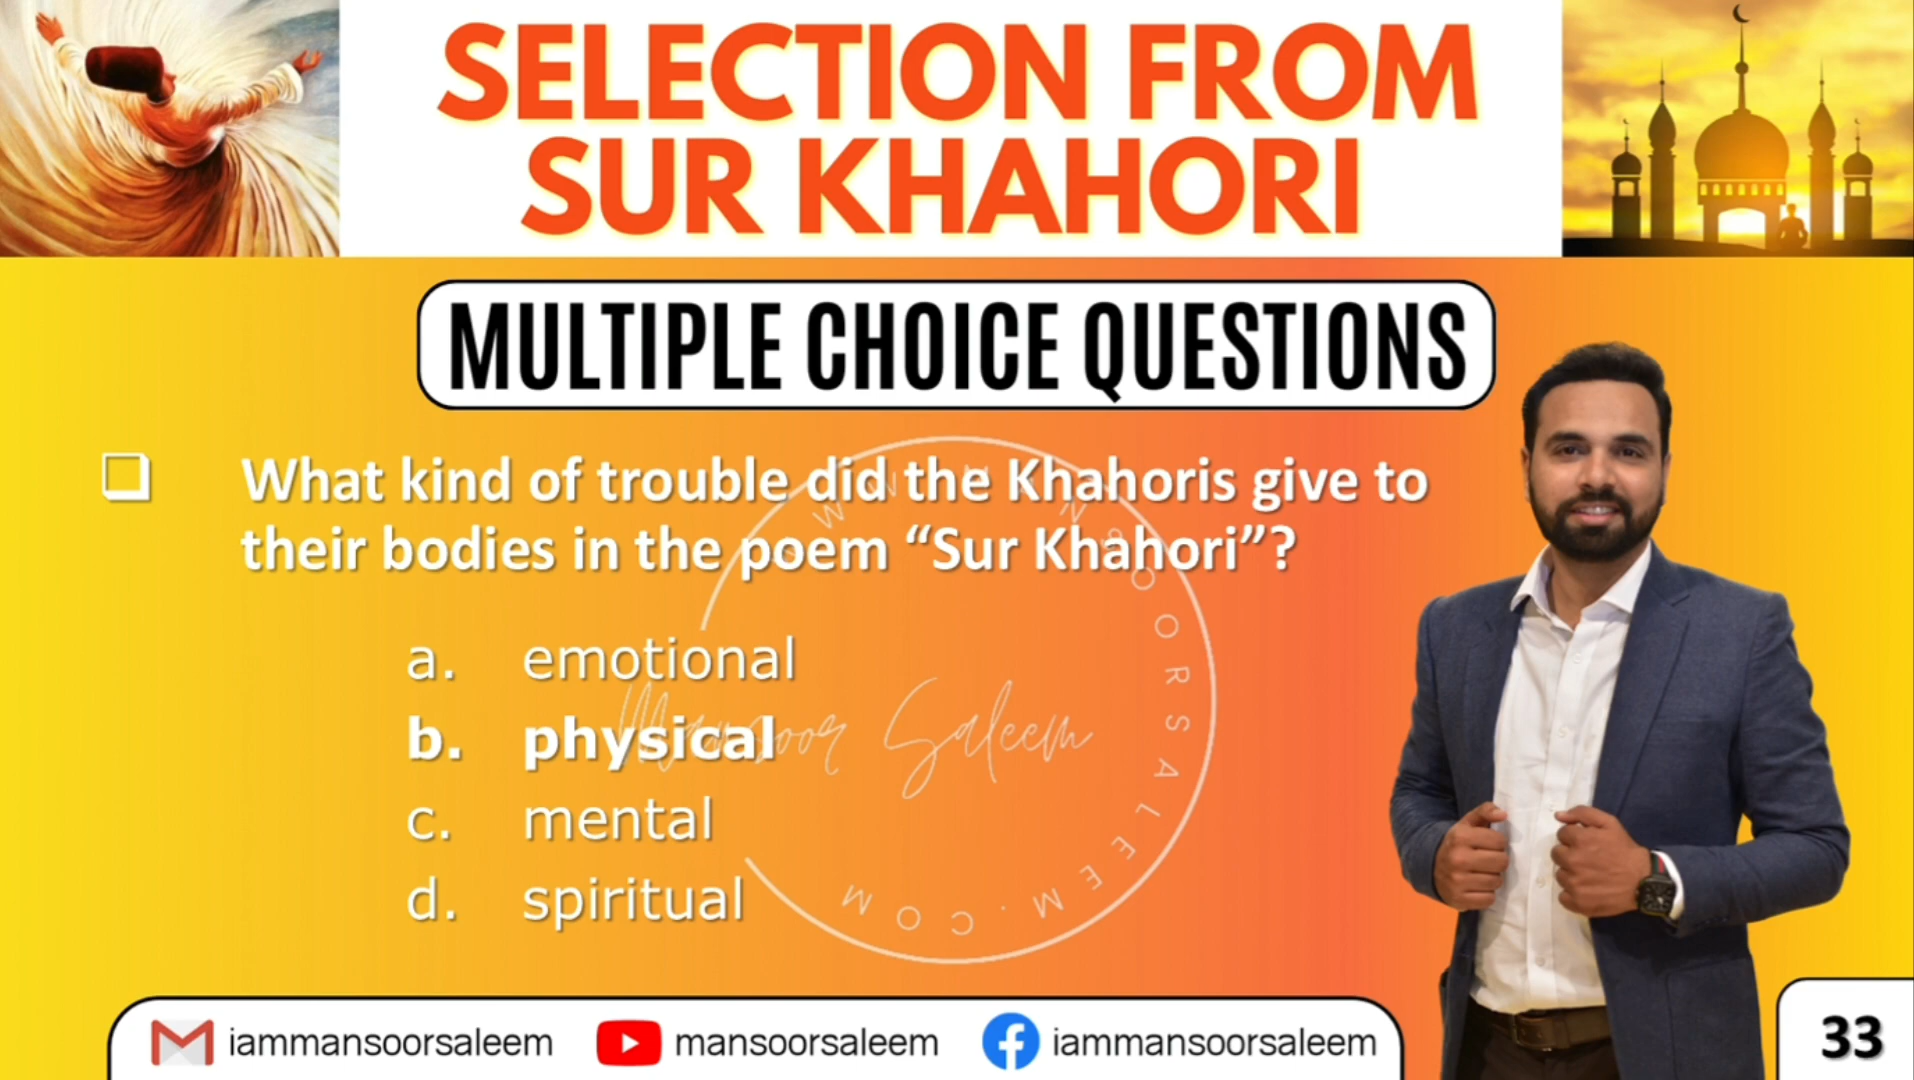 SELECTION FROM
SUR KHAHORI
MULTIPLE CHOICE QUESTIONS
❑ What kind of trouble did the Khahoris give to
their bodies in the poem “Sur Khahori”?
a. emotional
b. physical
c. mental
d. spiritual
Mansoor Saleem
WWW.MANSOORSALEEM.COM
iammansoorsaleem
mansoorsaleem
iammansoorsaleem
33